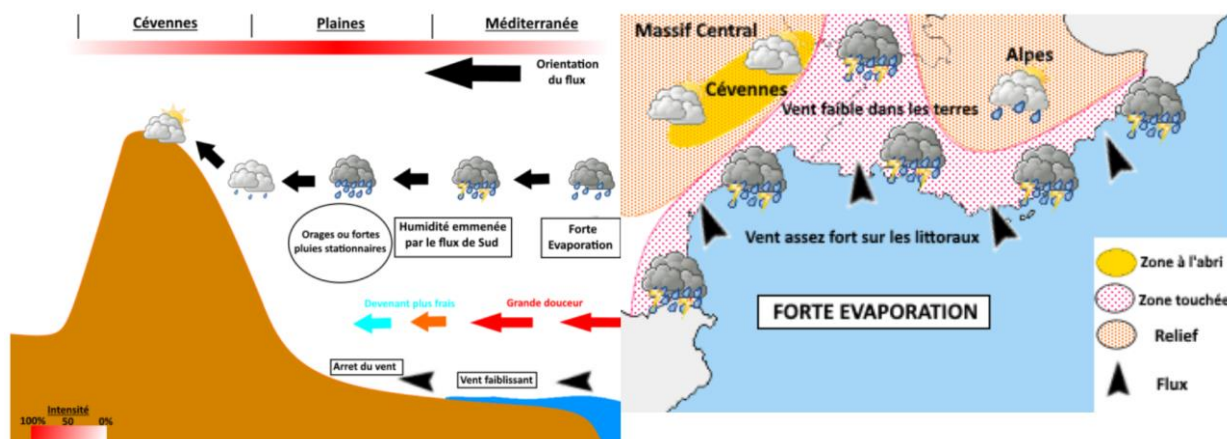 Cévennes
Plaines
Méditerranée
Orientation
du flux
Orages ou fortes
pluies stationnaires
Humidité emmenée
par le flux de Sud
Forte
Evaporation
Devenant plus frais
Grande douceur
Arret du vent
Vent faiblissant
Intensité
100%
50
0%
Massif Central
Alpes
Cévennes
Vent faible dans les terres
Vent assez fort sur les littoraux
FORTE EVAPORATION
Zone à l'abri
Zone touchée
Relief
Flux